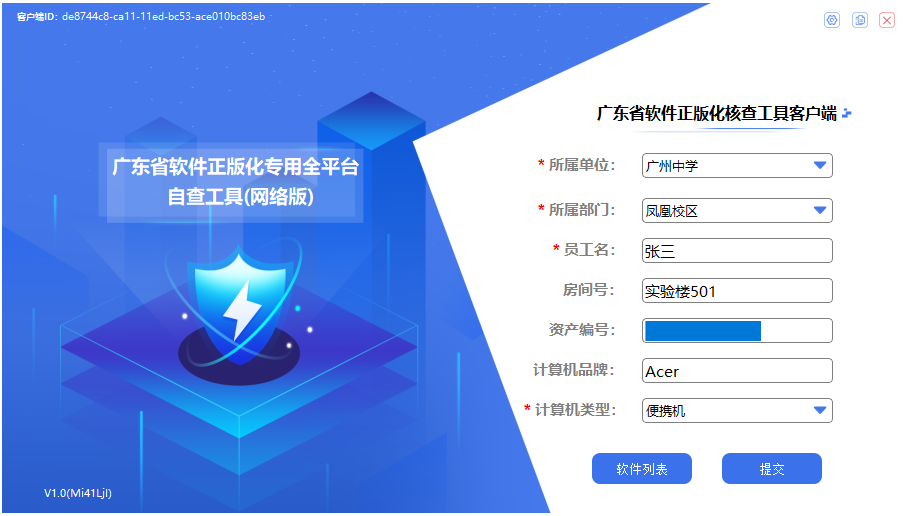 客户端ID: de8744c8-ca11-11ed-bc53-ace010bc83eb
广东省软件正版化专用全平台
自查工具(网络版)
V1.0(Mi41LjI)
广东省软件正版化核查工具客户端
* 所属单位: 广州中学
* 所属部门: 凤凰校区
* 员工名: 张三
房间号: 实验楼501
资产编号:
计算机品牌: Acer
* 计算机类型: 便携机
软件列表 提交